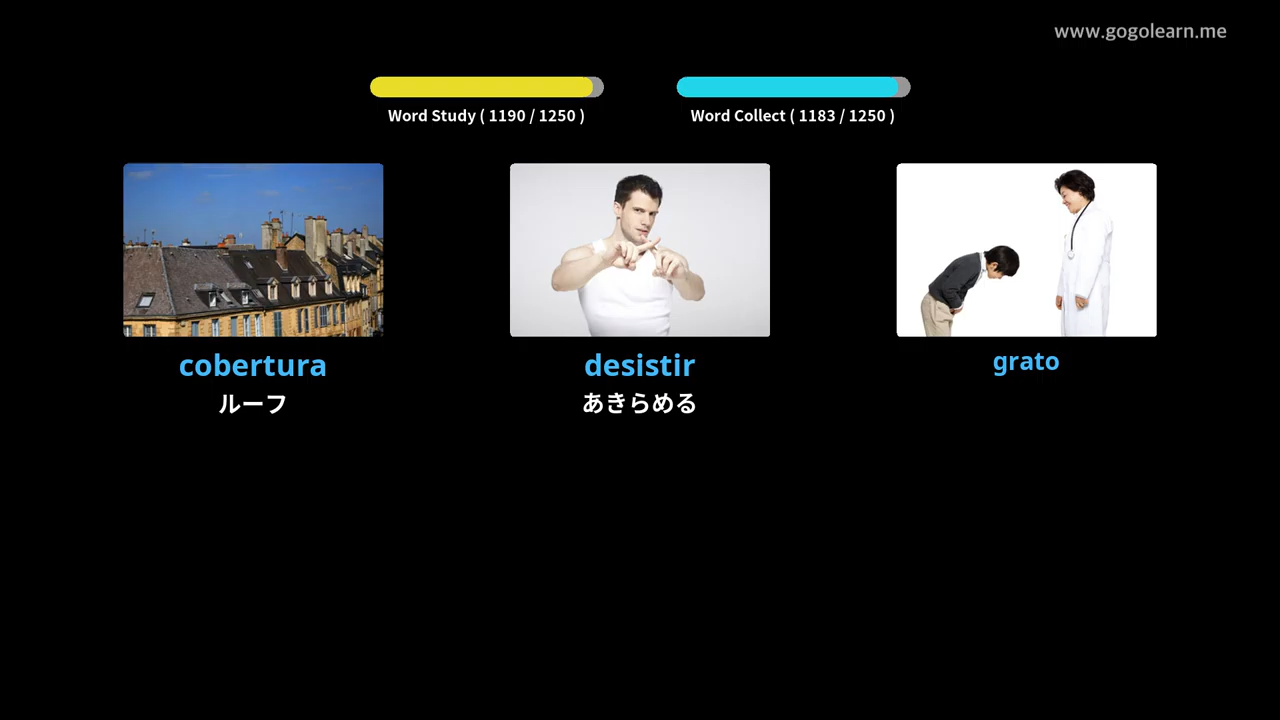 www.gogolearn.me
Word Study ( 1190 / 1250 )
Word Collect ( 1183 / 1250 )
cobertura
ルーフ
desistir
あきらめる
grato